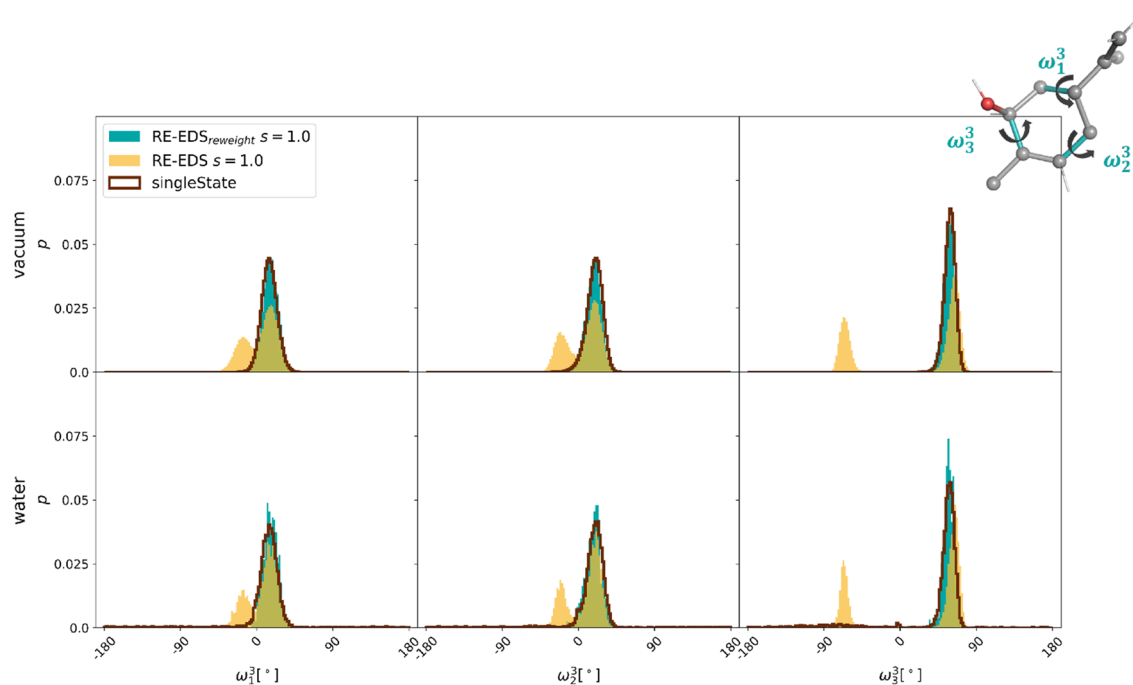 ω₁³
ω₃³
ω₂³
RE-EDSreweight s = 1.0
RE-EDS s = 1.0
singleState
vacuum
p
0.075
0.05
0.025
0.0
water
p
0.075
0.05
0.025
0.0
-180 -90 0 90 180
-180 -90 0 90 180
-180 -90 0 90 180
ω₁³[°]
ω₂³[°]
ω₃³[°]